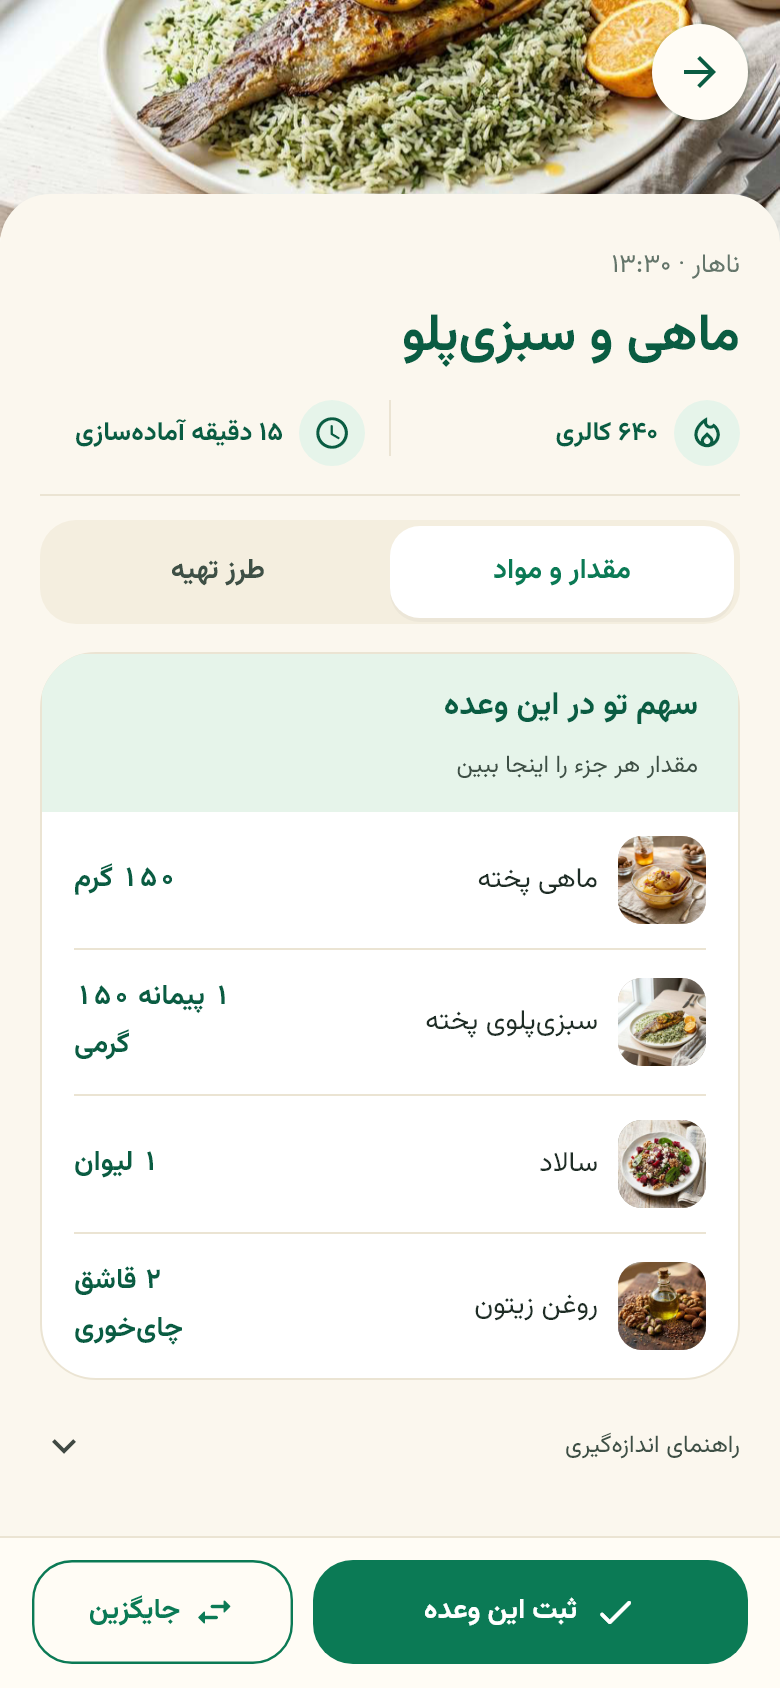 ناهار · ۱۳:۳۰
ماهی و سبزی‌پلو
۶۴۰ کالری
۱۵ دقیقه آماده‌سازی
مقدار و مواد
طرز تهیه
سهم تو در این وعده
مقدار هر جزء را اینجا ببین
ماهی پخته
۱۵۰ گرم
سبزی‌پلوی پخته
۱ پیمانه ۱۵۰
گرمی
سالاد
۱ لیوان
روغن زیتون
۲ قاشق
چای‌خوری
راهنمای اندازه‌گیری
ثبت این وعده
جایگزین